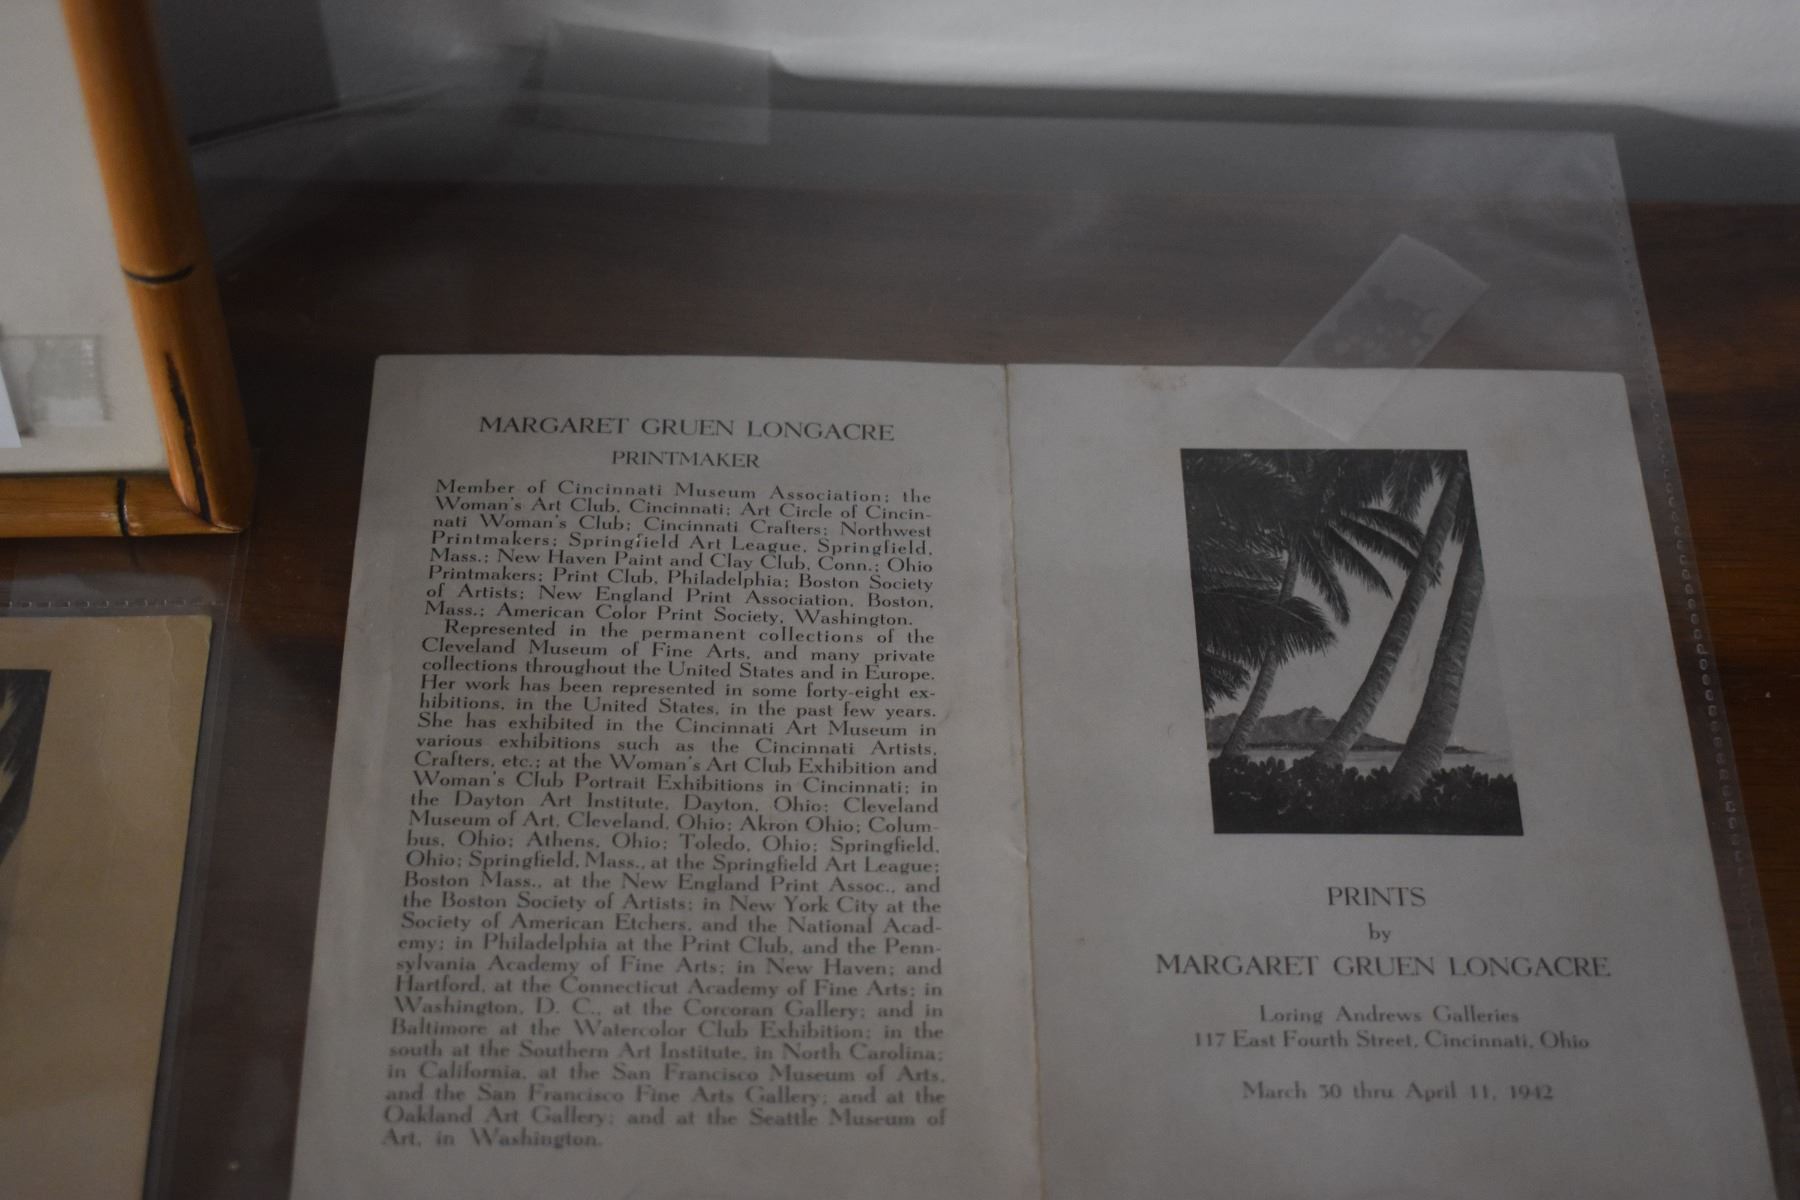 MARGARET GRUEN LONGACRE
PRINTMAKER
Member of Cincinnati Museum Association; the
Woman's Art Club, Cincinnati; Art Circle of Cincin-
nati Woman's Club; Cincinnati Crafters; Northwest
Printmakers; Springfield Art League, Springfield,
Mass.; New Haven Paint and Clay Club, Conn.; Ohio
Printmakers; Print Club, Philadelphia; Boston Society
of Artists; New England Print Association, Boston,
Mass.; American Color Print Society, Washington.
Represented in the permanent collections of the
Cleveland Museum of Fine Arts, and many private
collections throughout the United States and in Europe.
Her work has been represented in some forty-eight ex-
hibitions, in the United States, in the past few years.
She has exhibited in the Cincinnati Art Museum in
various exhibitions such as the Cincinnati Artists,
Crafters, etc.; at the Woman's Art Club Exhibition and
Woman's Club Portrait Exhibitions in Cincinnati; in
the Dayton Art Institute, Dayton, Ohio; Cleveland
Museum of Art, Cleveland, Ohio; Akron Ohio; Colum-
bus, Ohio; Athens, Ohio; Toledo, Ohio; Springfield,
Ohio; Springfield, Mass., at the Springfield Art League;
Boston Mass., at the New England Print Assoc., and
the Boston Society of Artists; in New York City at the
Society of American Etchers, and the National Acad-
emy; in Philadelphia at the Print Club, and the Penn-
sylvania Academy of Fine Arts; in New Haven; and
Hartford, at the Connecticut Academy of Fine Arts; in
Washington, D. C., at the Corcoran Gallery; and in
Baltimore at the Watercolor Club Exhibition; in the
south at the Southern Art Institute, in North Carolina;
in California, at the San Francisco Museum of Arts,
and the San Francisco Fine Arts Gallery; and at the
Oakland Art Gallery; and at the Seattle Museum of
Art, in Washington.
PRINTS
by
MARGARET GRUEN LONGACRE
Loring Andrews Galleries
117 East Fourth Street, Cincinnati, Ohio
March 30 thru April 11, 1942